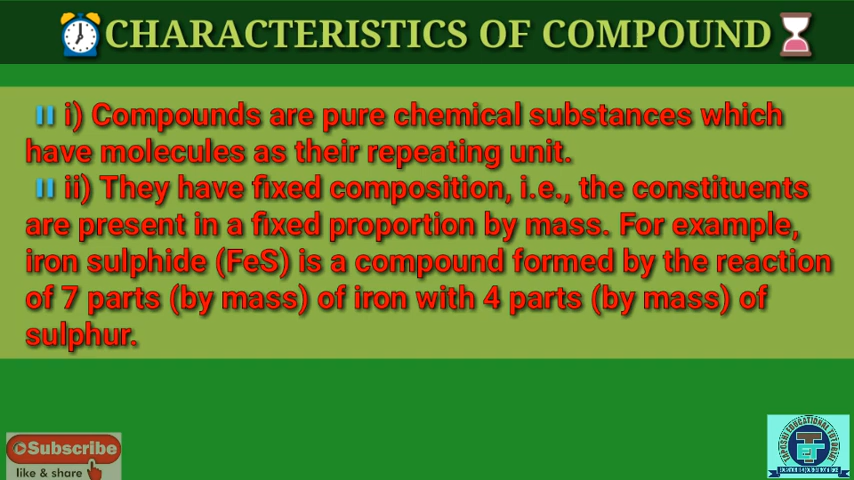 CHARACTERISTICS OF COMPOUND
i) Compounds are pure chemical substances which
have molecules as their repeating unit.
ii) They have fixed composition, i.e., the constituents
are present in a fixed proportion by mass. For example,
iron sulphide (FeS) is a compound formed by the reaction
of 7 parts (by mass) of iron with 4 parts (by mass) of
sulphur.
Subscribe
like & share